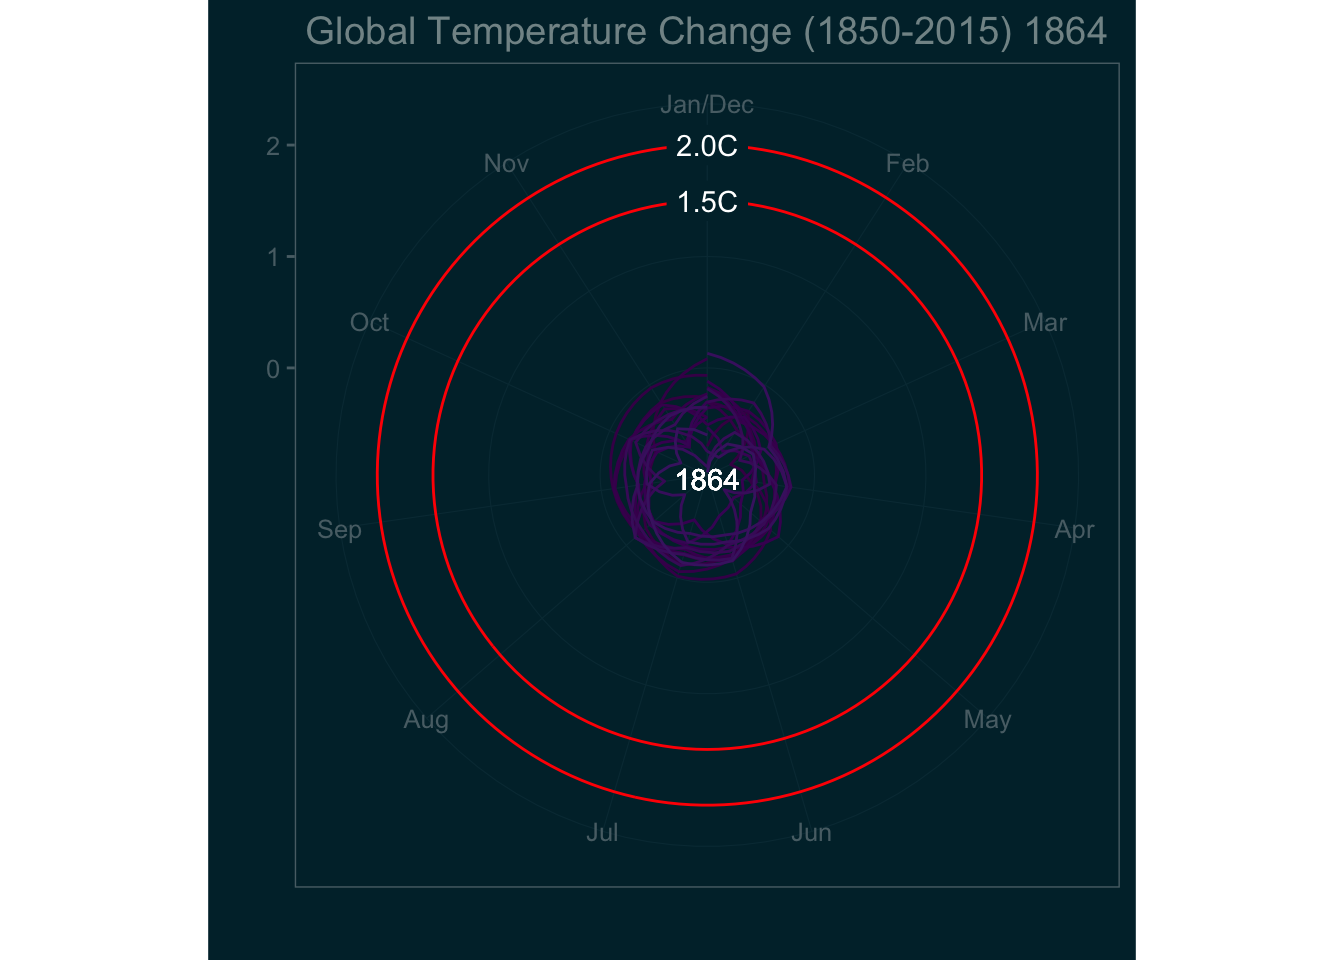 Global Temperature Change (1850-2015) 1864
Jan/Dec
2
2.0C
Nov
Feb
1.5C
1
Oct
Mar
0
1864
Sep
Apr
Aug
May
Jul
Jun